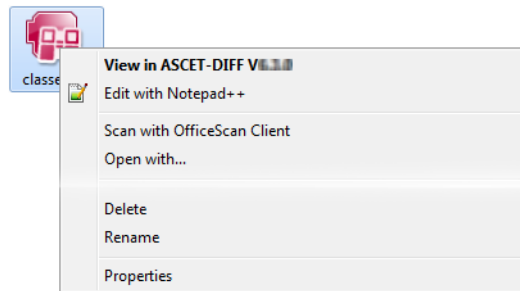 View in ASCET-DIFF V
classe
Edit with Notepad++
Scan with OfficeScan Client
Open with...
Delete
Rename
Properties